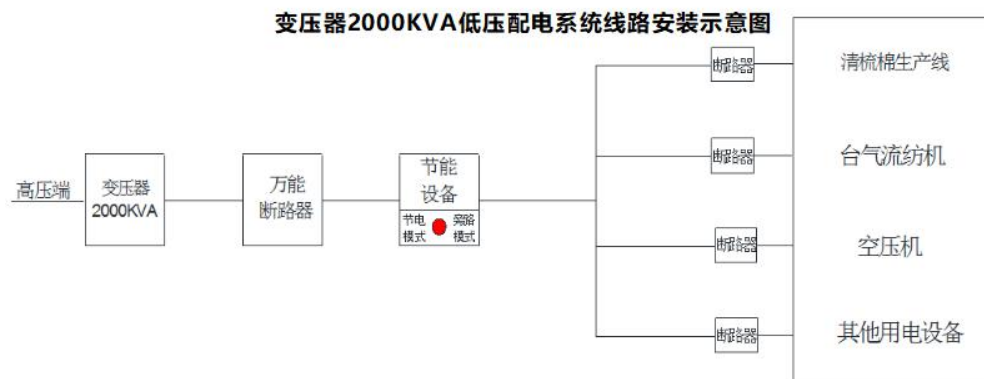 变压器2000KVA低压配电系统线路安装示意图
高压端
变压器
2000KVA
万能
断路器
节能
设备
节电
模式
旁路
模式
断路器
清梳棉生产线
断路器
台气流纺机
断路器
空压机
断路器
其他用电设备